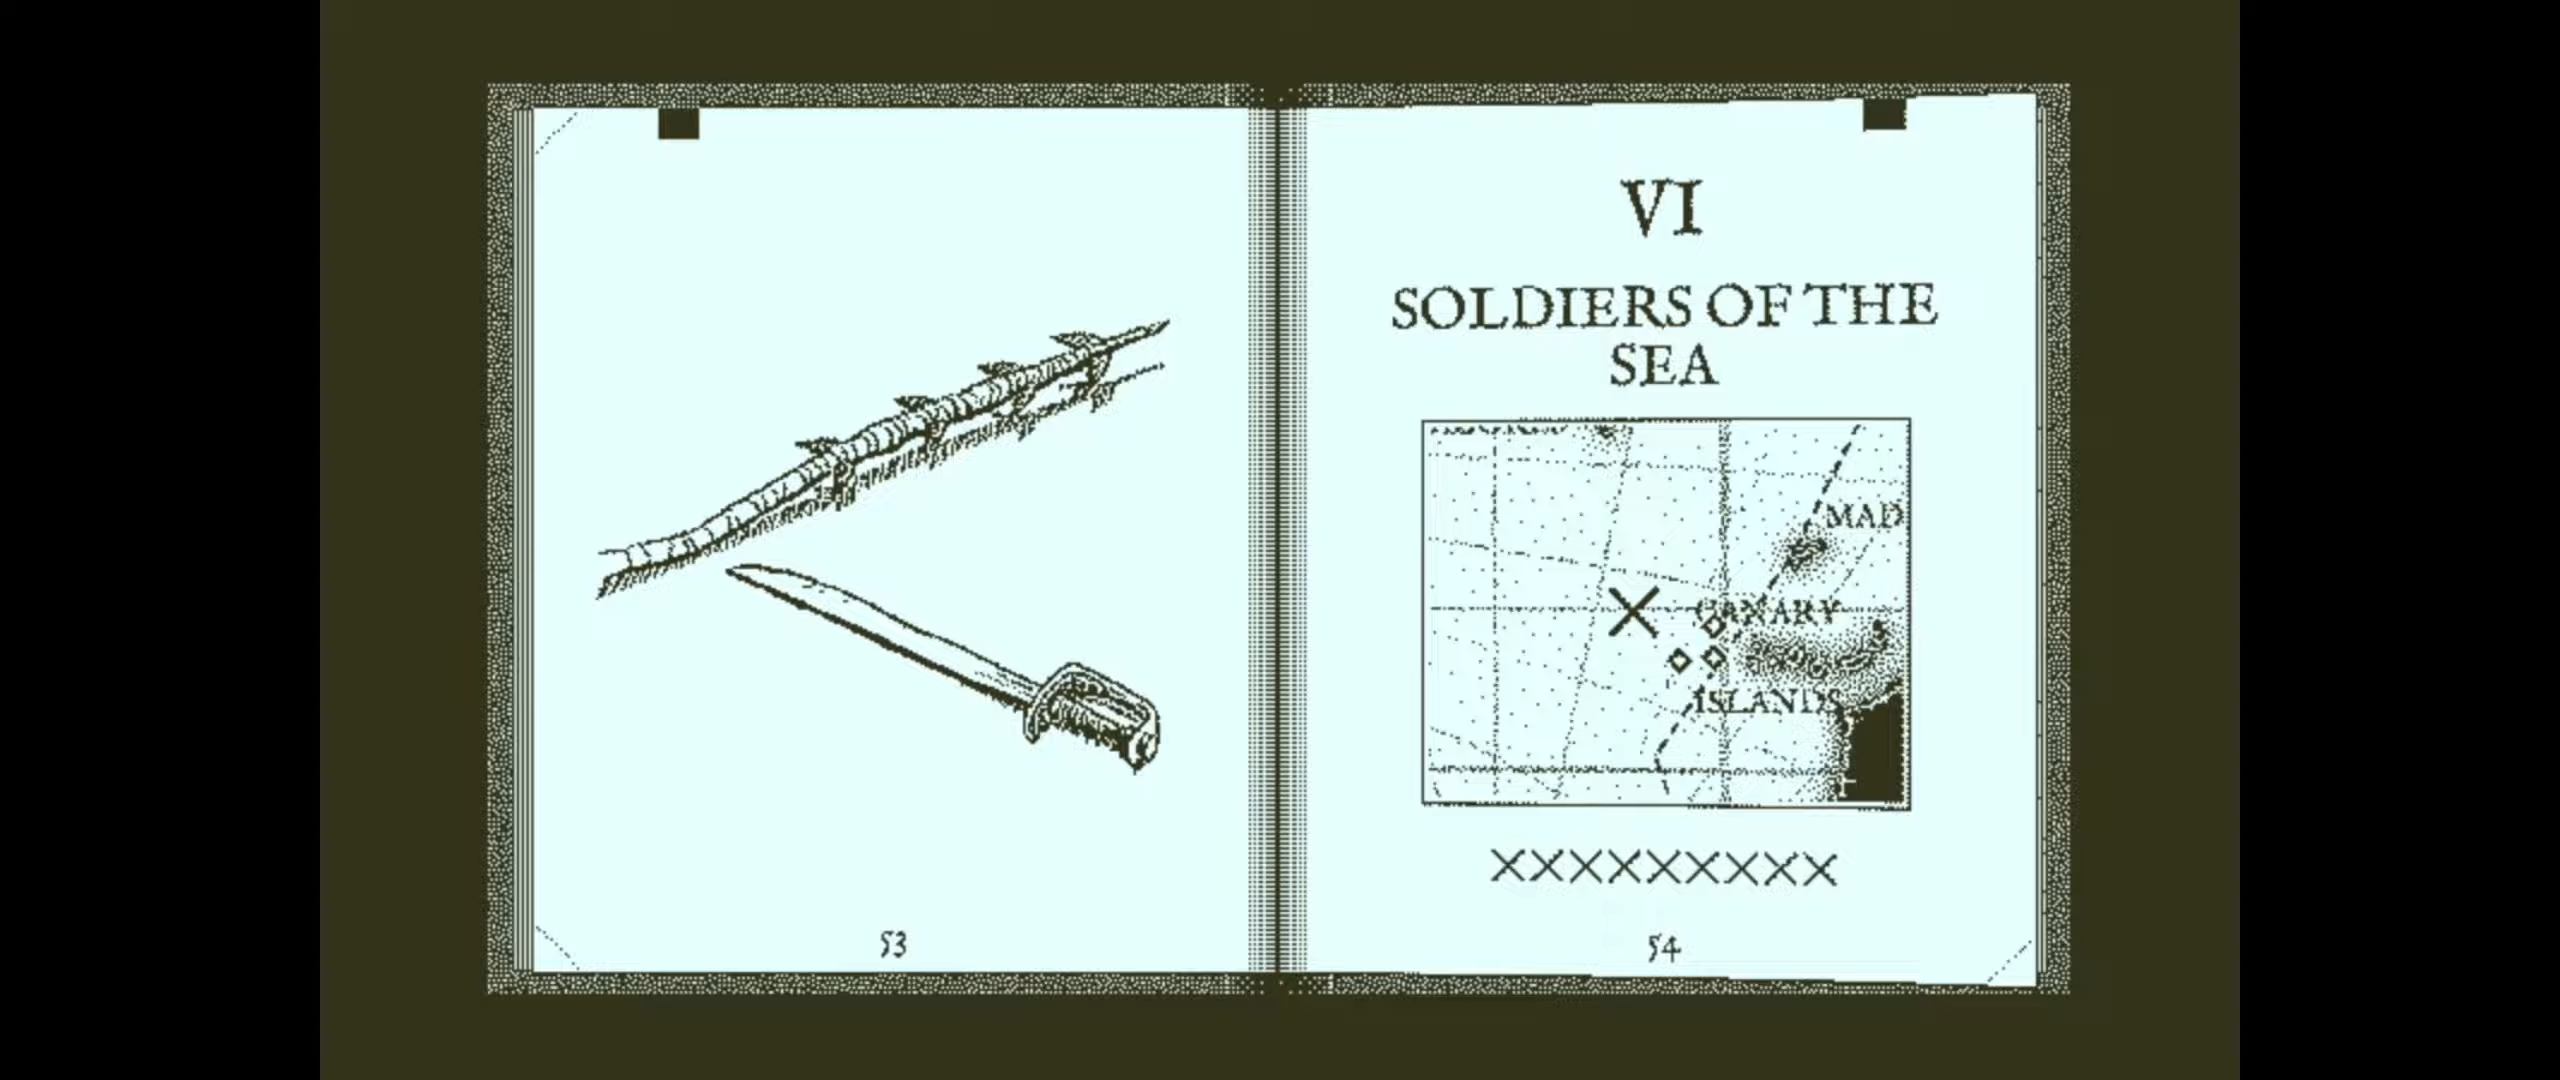 VI
SOLDIERS OF THE
SEA
MAD
CANARY
ISLANDS
XXXXXXXXX
53
54